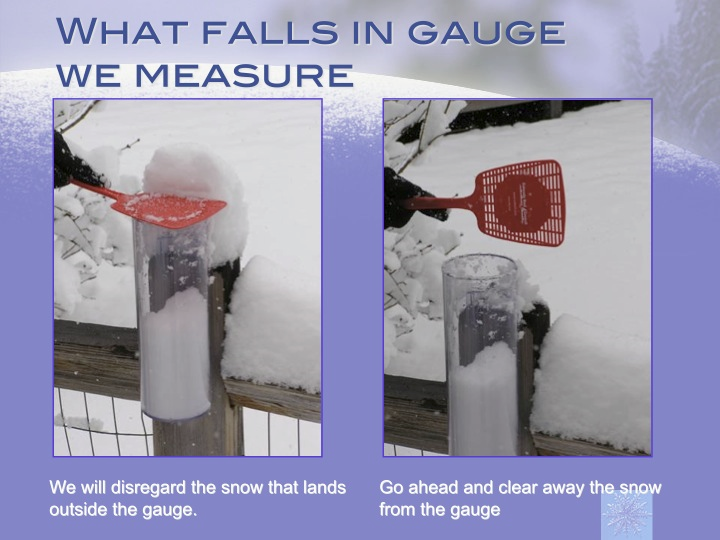 What falls in gauge
we measure
We will disregard the snow that lands
outside the gauge.
Go ahead and clear away the snow
from the gauge